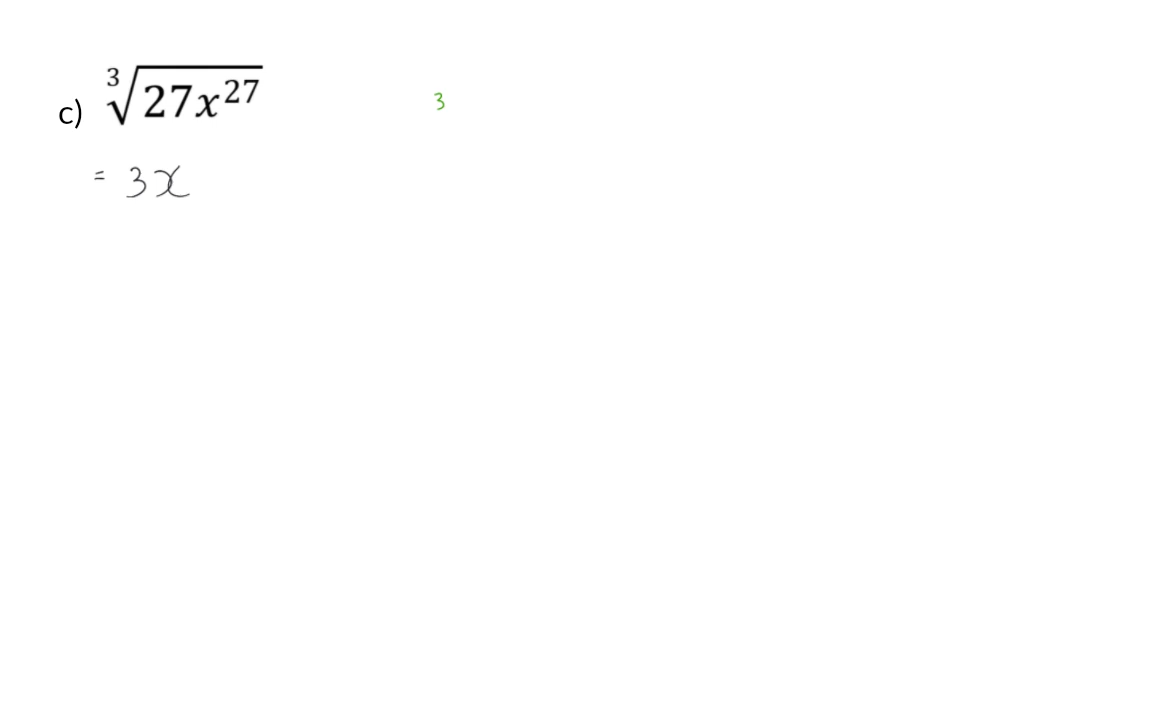 c) ∛27x²⁷ 3
= 3x